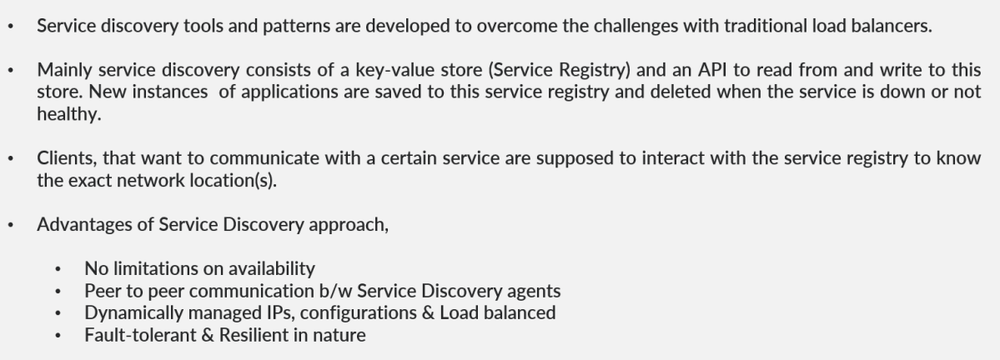 • Service discovery tools and patterns are developed to overcome the challenges with traditional load balancers.
• Mainly service discovery consists of a key-value store (Service Registry) and an API to read from and write to this
store. New instances  of applications are saved to this service registry and deleted when the service is down or not
healthy.
• Clients, that want to communicate with a certain service are supposed to interact with the service registry to know
the exact network location(s).
• Advantages of Service Discovery approach,
• No limitations on availability
• Peer to peer communication b/w Service Discovery agents
• Dynamically managed IPs, configurations & Load balanced
• Fault-tolerant & Resilient in nature